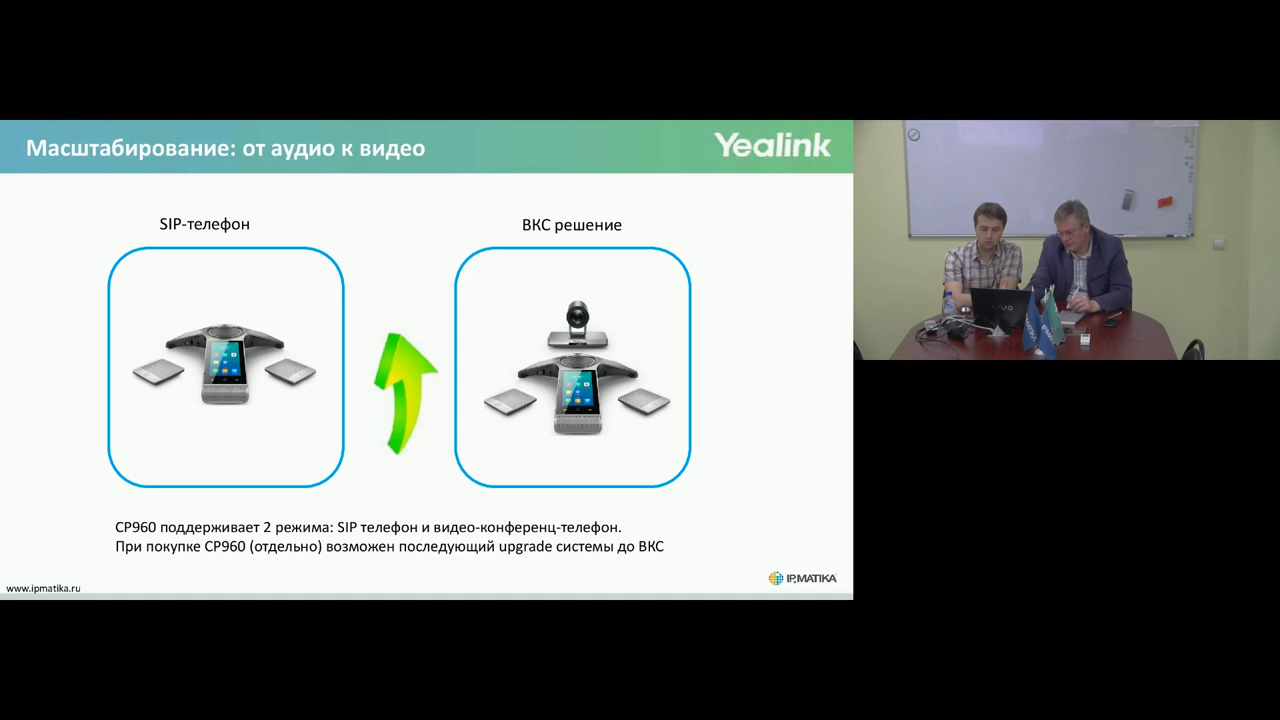 Масштабирование: от аудио к видео
Yealink
SIP-телефон
ВКС решение
CP960 поддерживает 2 режима: SIP телефон и видео-конференц-телефон.
При покупке CP960 (отдельно) возможен последующий upgrade системы до ВКС
www.ipmatika.ru
IPMATIKA